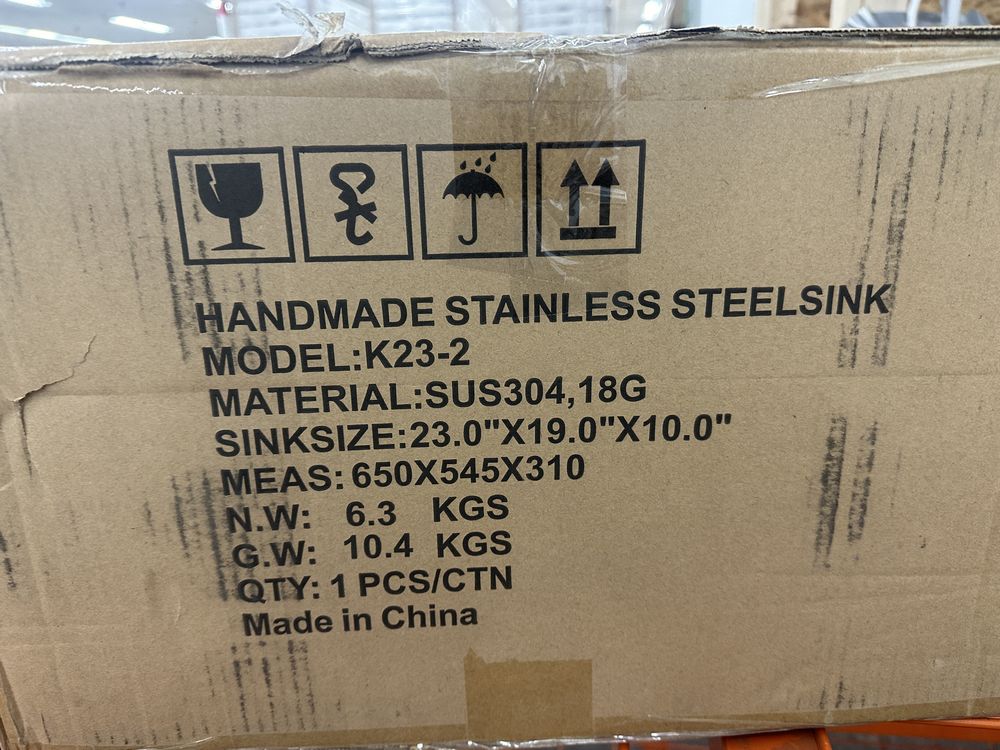 HANDMADE STAINLESS STEELSINK
MODEL:K23-2
MATERIAL:SUS304,18G
SINKSIZE:23.0"X19.0"X10.0"
MEAS: 650X545X310
N.W: 6.3 KGS
G.W: 10.4 KGS
QTY: 1 PCS/CTN
Made in China